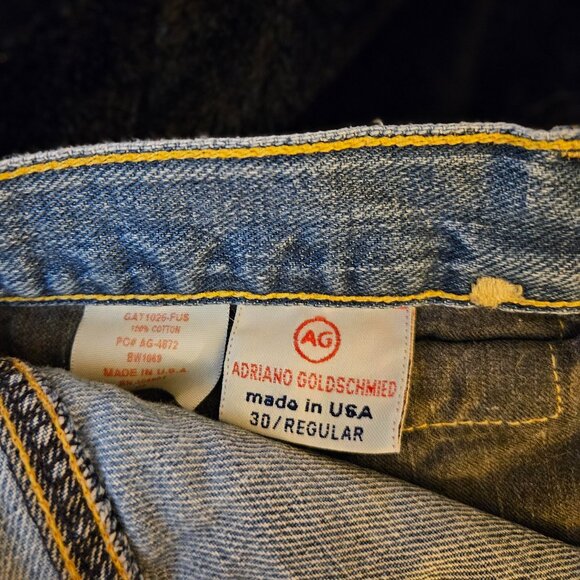 GAT1026-FUS
100% COTTON
PO# AG-4872
BW1069
MADE IN U.S.A
AG
ADRIANO GOLDSCHMIED
made in USA
30/REGULAR